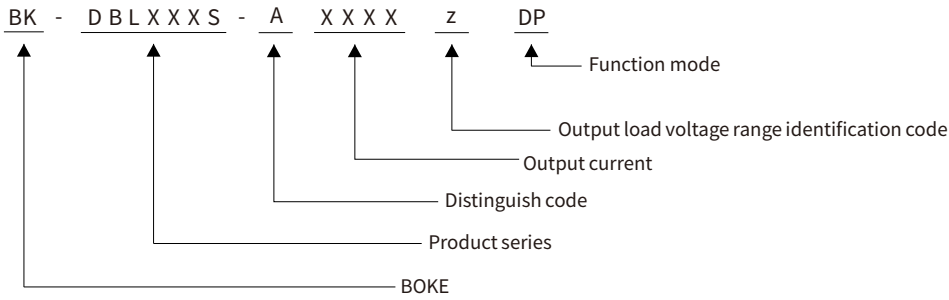 BK - DBLXXXS - A XXXX z DP
Function mode
Output load voltage range identification code
Output current
Distinguish code
Product series
BOKE